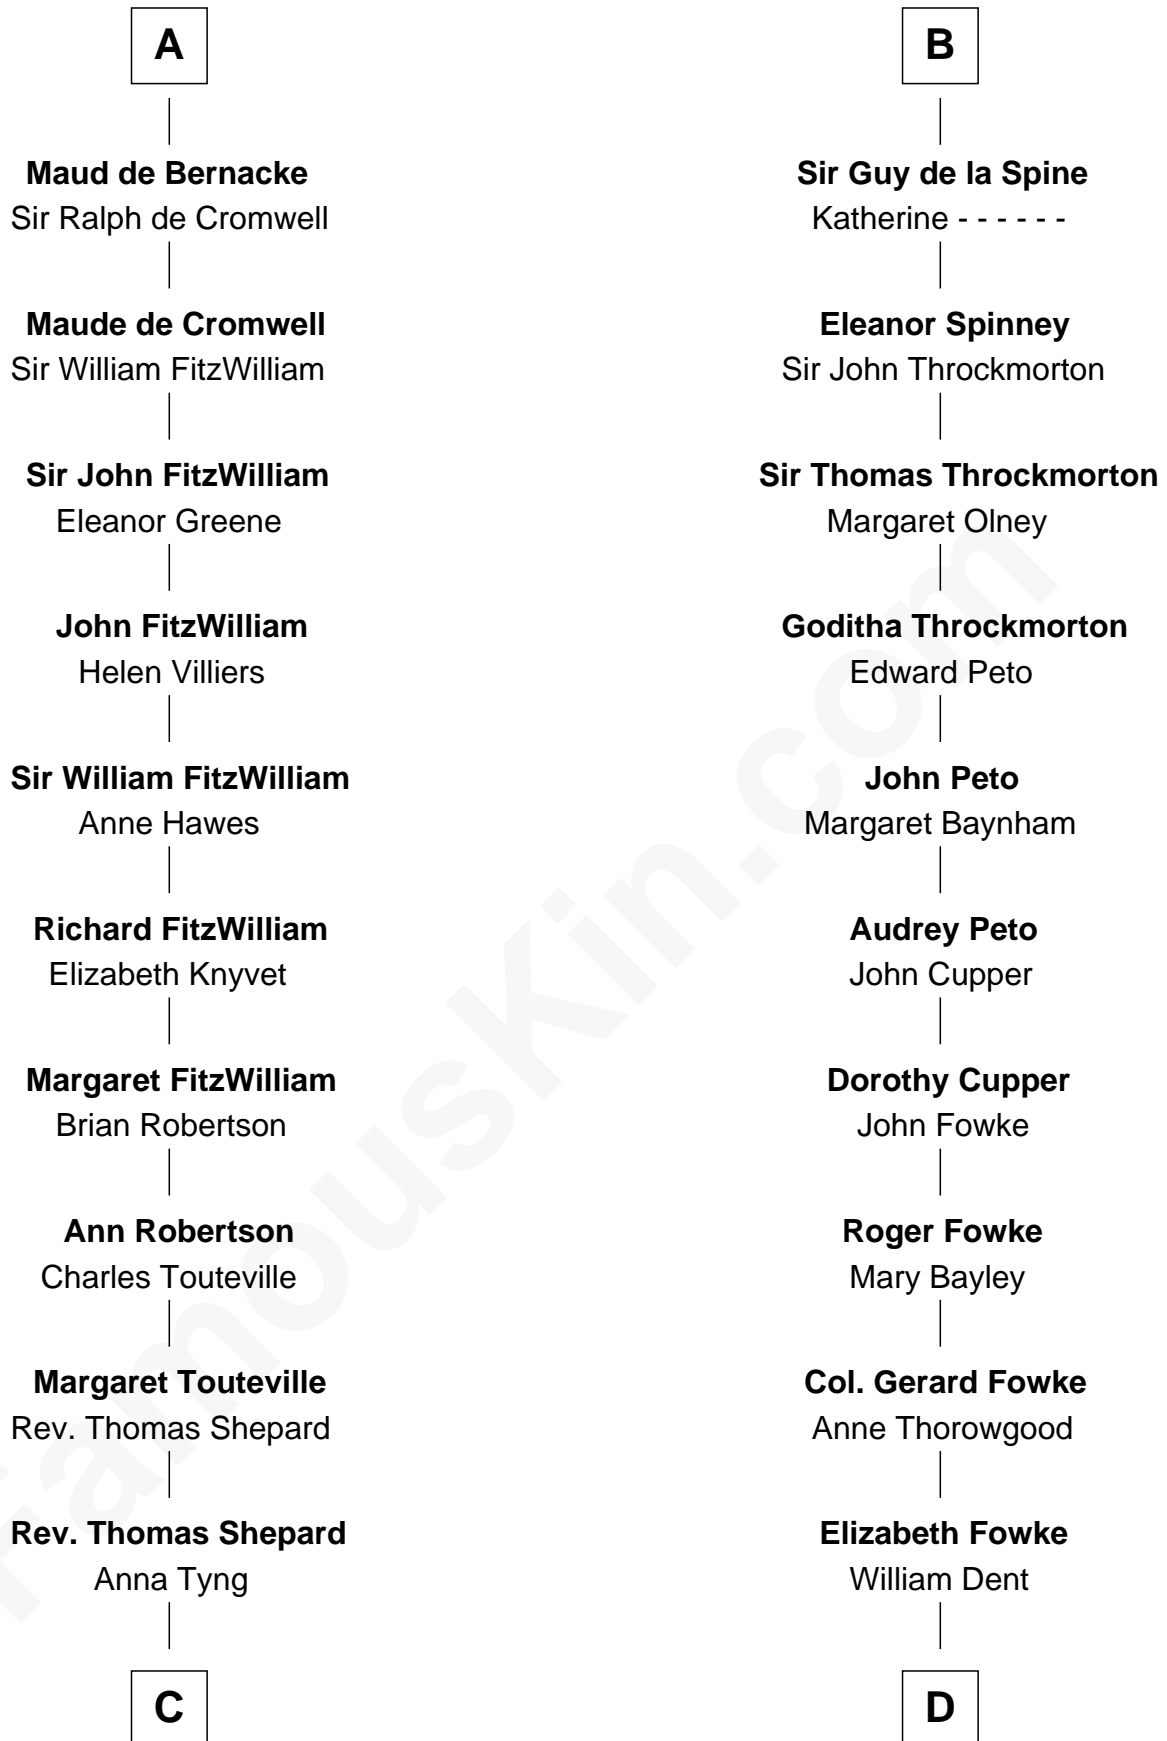 A
Maud de Bernacke
Sir Ralph de Cromwell
Maude de Cromwell
Sir William FitzWilliam
Sir John FitzWilliam
Eleanor Greene
John FitzWilliam
Helen Villiers
Sir William FitzWilliam
Anne Hawes
Richard FitzWilliam
Elizabeth Knyvet
Margaret FitzWilliam
Brian Robertson
Ann Robertson
Charles Touteville
Margaret Touteville
Rev. Thomas Shepard
Rev. Thomas Shepard
Anna Tyng
C
B
Sir Guy de la Spine
Katherine - - - - - -
Eleanor Spinney
Sir John Throckmorton
Sir Thomas Throckmorton
Margaret Olney
Goditha Throckmorton
Edward Peto
John Peto
Margaret Baynham
Audrey Peto
John Cupper
Dorothy Cupper
John Fowke
Roger Fowke
Mary Bayley
Col. Gerard Fowke
Anne Thorowgood
Elizabeth Fowke
William Dent
D
FamousKin.com